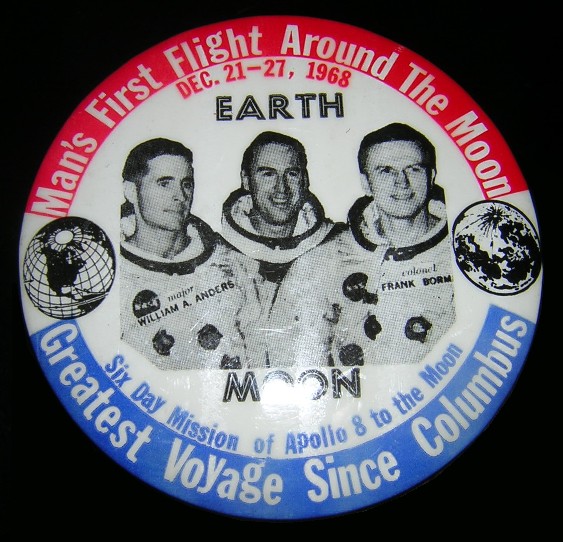 Man's First Flight Around The Moon
DEC. 21-27, 1968
EARTH
major
WILLIAM A. ANDERS
colonel
FRANK BORM
MOON
Six Day Mission of Apollo 8 to the Moon
Greatest Voyage Since Columbus